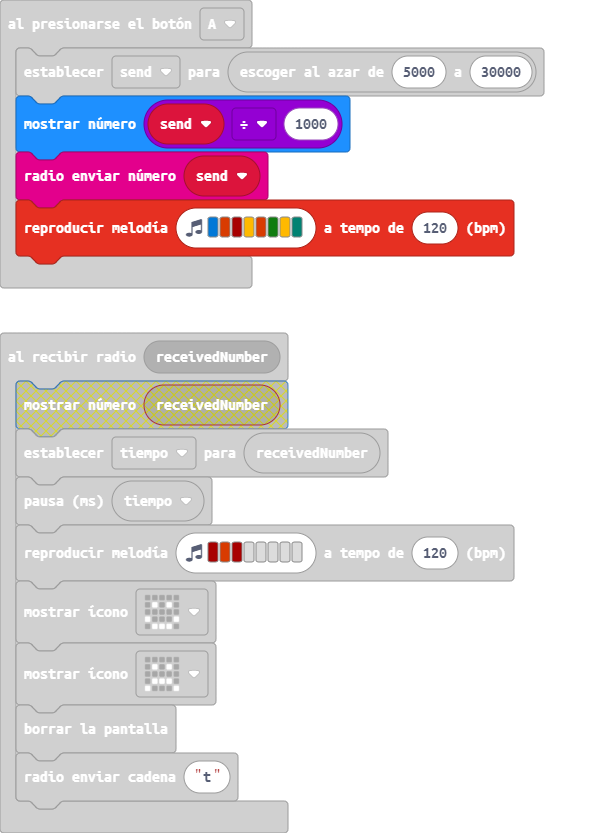 al presionarse el botón A
establecer send para escoger al azar de 5000 a 30000
mostrar número send ÷ 1000
radio enviar número send
reproducir melodía a tempo de 120 (bpm)
al recibir radio receivedNumber
mostrar número receivedNumber
establecer tiempo para receivedNumber
pausa (ms) tiempo
reproducir melodía a tempo de 120 (bpm)
mostrar ícono
mostrar ícono
borrar la pantalla
radio enviar cadena "t"